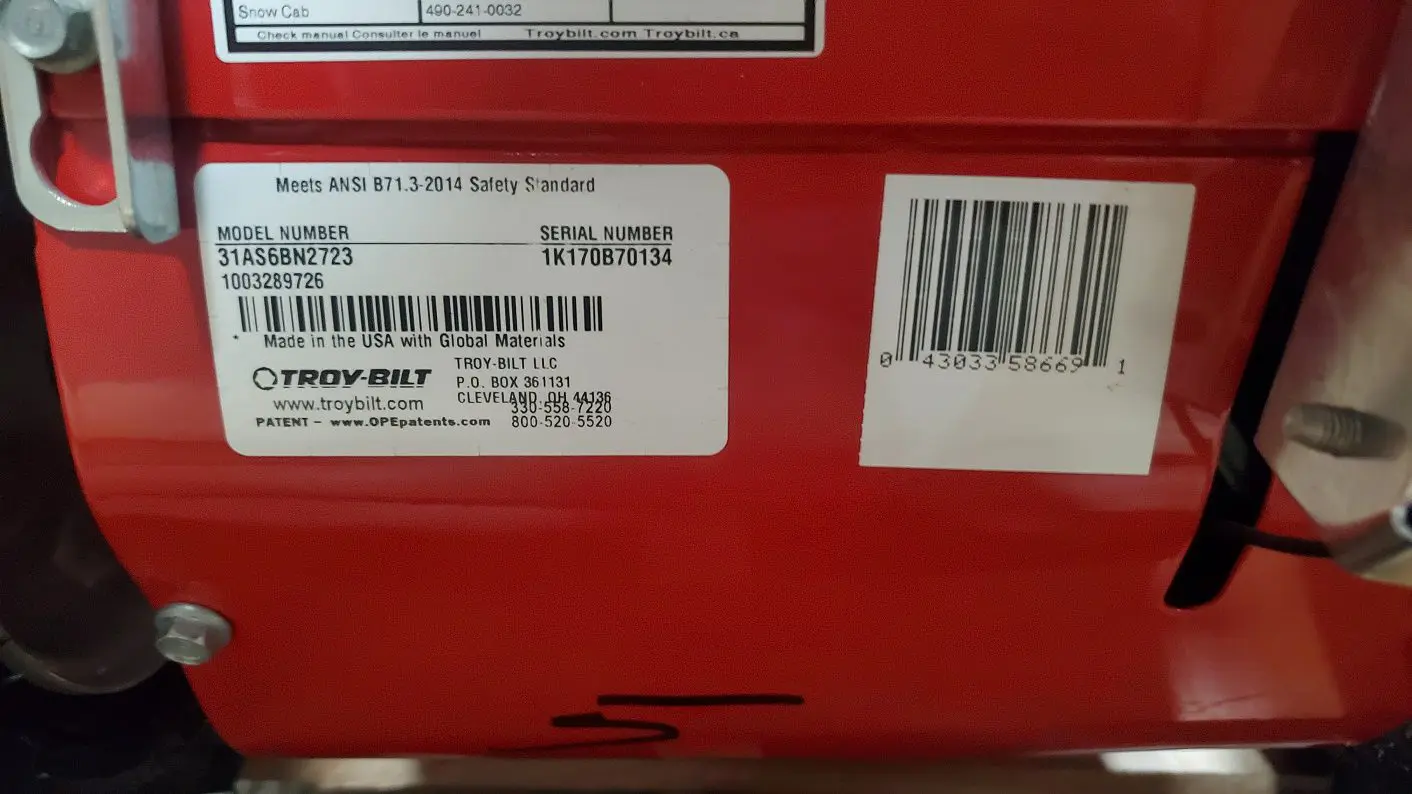 Snow Cab 490-241-0032
Check manual Consulter le manuel Troybilt.com Troybilt.ca
Meets ANSI B71.3-2014 Safety Standard
MODEL NUMBER SERIAL NUMBER
31AS6BN2723 1K170B70134
1003289726
* Made in the USA with Global Materials
TROY-BILT TROY-BILT LLC
P.O. BOX 361131
www.troybilt.com CLEVELAND, OH 44136
330-558-7220
PATENT - www.OPEpatents.com 800-520-5520
0 43033 58669 1